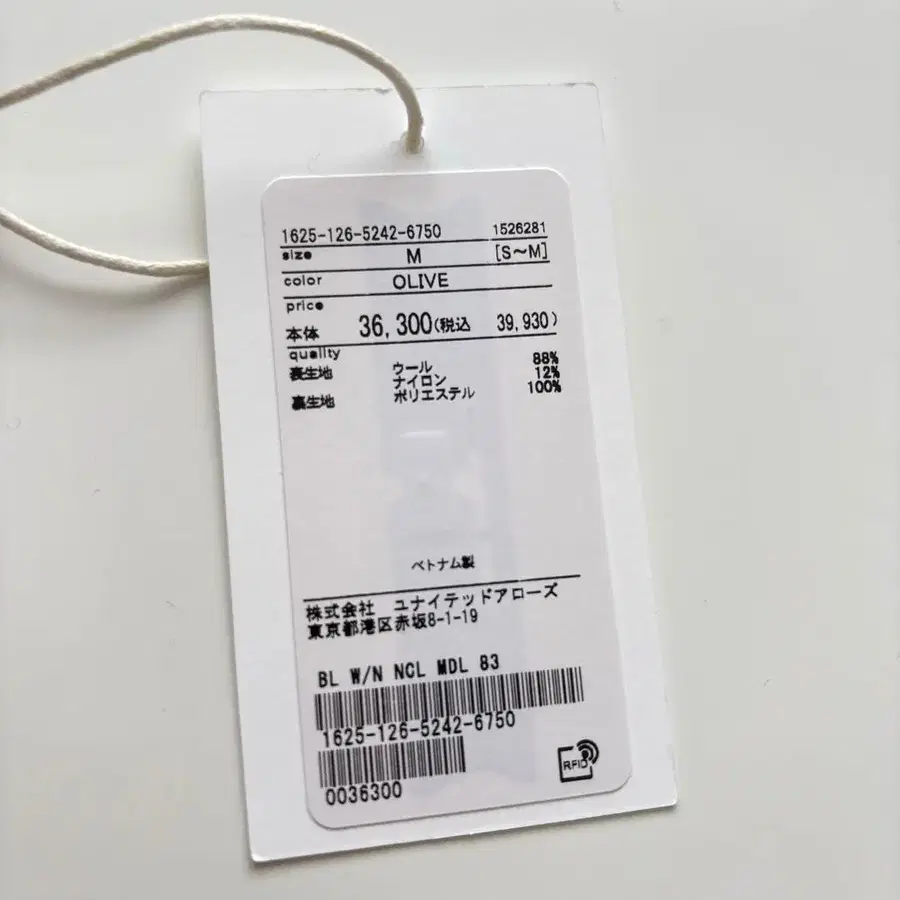 1625-126-5242-6750 1526281
size M [S～M]
color OLIVE
price
本体 36,300(税込 39,930)
quality
表生地 ウール 88%
ナイロン 12%
裏生地 ポリエステル 100%
ベトナム製
株式会社 ユナイテッドアローズ
東京都港区赤坂8-1-19
BL W/N NCL MDL 83
1625-126-5242-6750
0036300
RFID